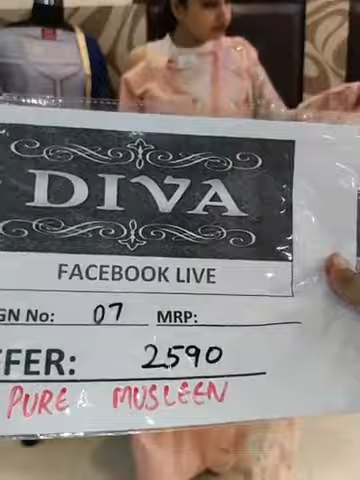 DIVA
FACEBOOK LIVE
GN No: 07 MRP:
FFER: 2590
PURE MUSLEEN